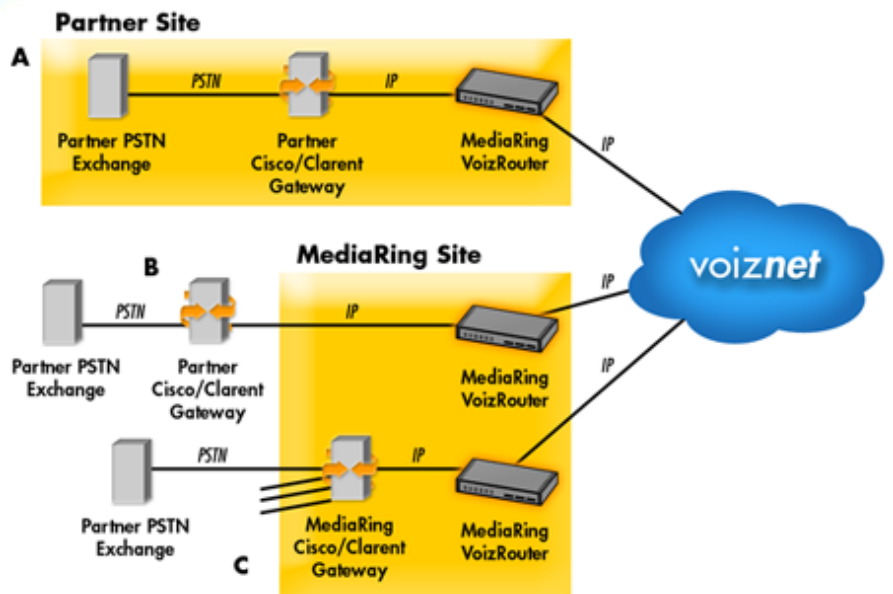 Partner Site
A
PSTN
IP
Partner PSTN
Exchange
Partner
Cisco/Clarent
Gateway
MediaRing
VoizRouter
IP
voiznet
MediaRing Site
B
PSTN
IP
IP
Partner PSTN
Exchange
Partner
Cisco/Clarent
Gateway
MediaRing
VoizRouter
IP
PSTN
IP
Partner PSTN
Exchange
MediaRing
Cisco/Clarent
Gateway
MediaRing
VoizRouter
C